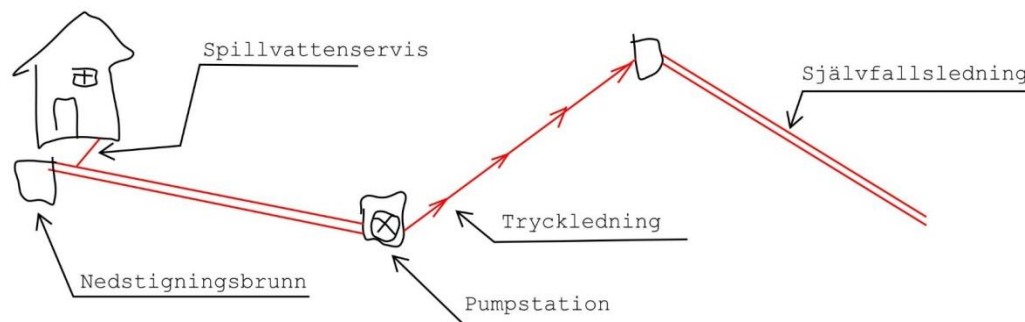 Spillvattenservis
Självfallsledning
Tryckledning
Nedstigningsbrunn
Pumpstation